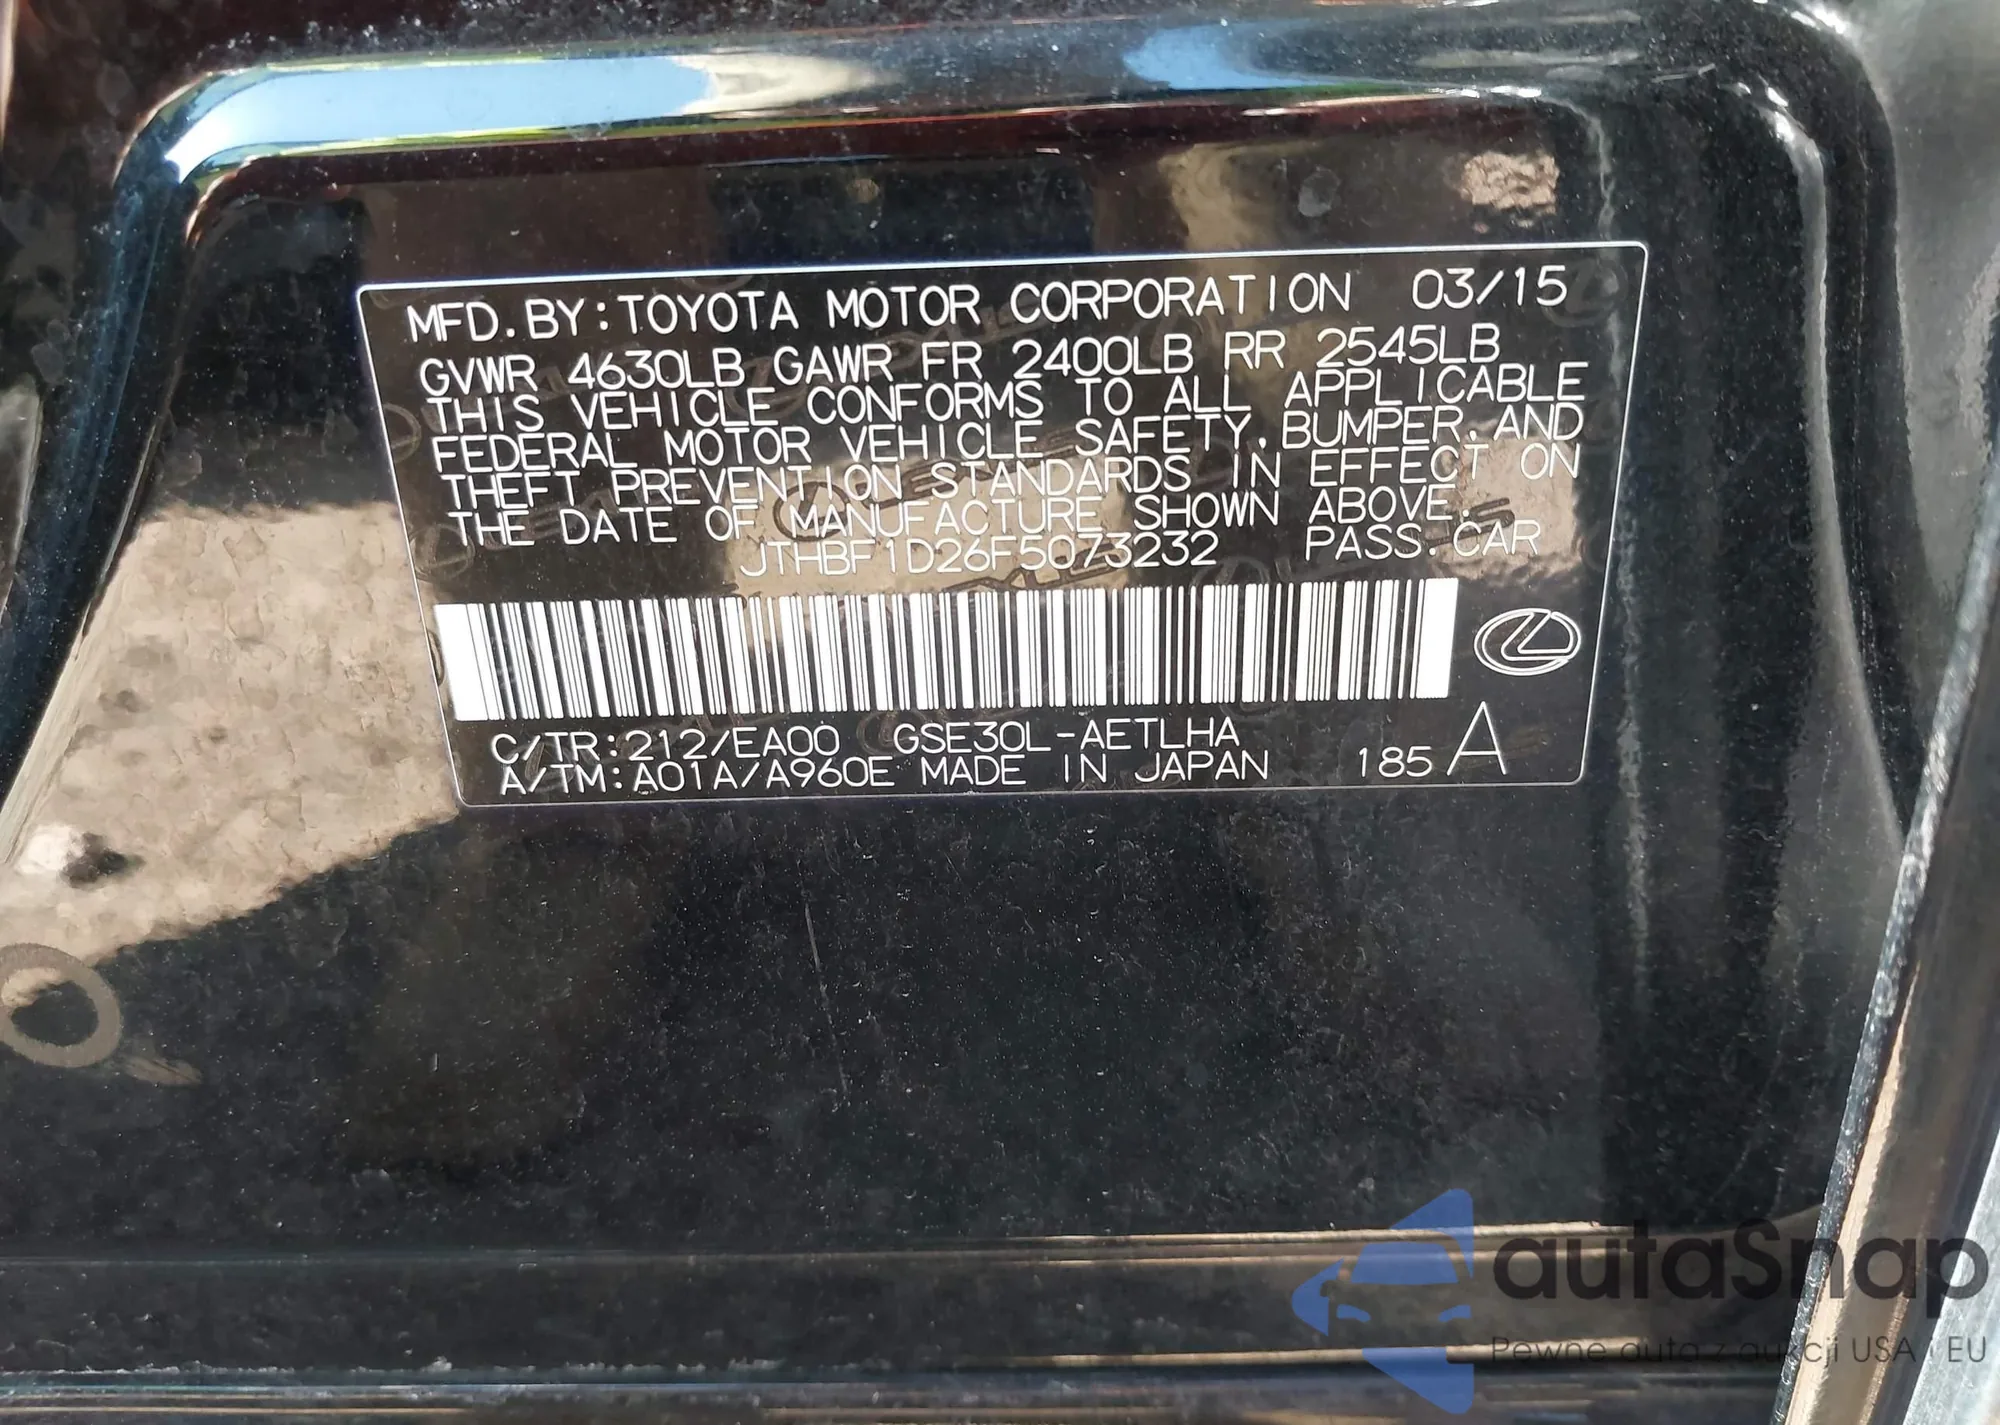 MFD. BY: TOYOTA MOTOR CORPORATION 03/15
GVWR 4630LB GAWR FR 2400LB RR 2545LB
THIS VEHICLE CONFORMS TO ALL APPLICABLE
FEDERAL MOTOR VEHICLE SAFETY, BUMPER, AND
THEFT PREVENTION STANDARDS IN EFFECT ON
THE DATE OF MANUFACTURE SHOWN ABOVE.
JTHBF1D26F5073232 PASS. CAR
C/TR: 212/EA00 GSE30L-AETLHA
A/TM: A01A/A960E MADE IN JAPAN 185 A
autaSnap
Pewne auta z aukcji USA i EU